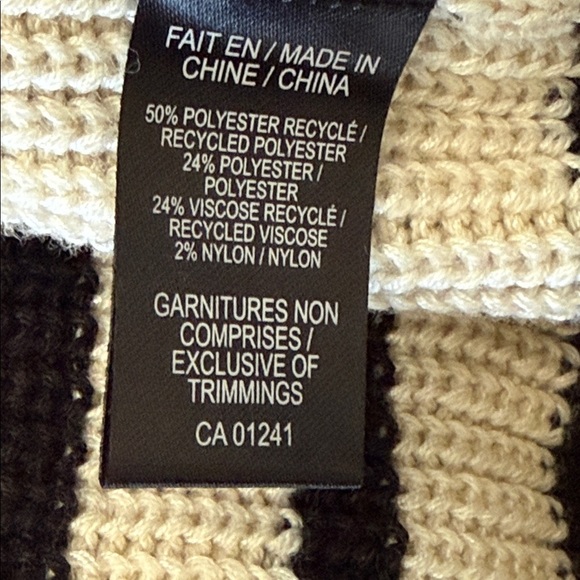 FAIT EN / MADE IN
CHINE / CHINA
50% POLYESTER RECYCLÉ /
RECYCLED POLYESTER
24% POLYESTER /
POLYESTER
24% VISCOSE RECYCLÉ /
RECYCLED VISCOSE
2% NYLON / NYLON
GARNITURES NON
COMPRISES /
EXCLUSIVE OF
TRIMMINGS
CA 01241